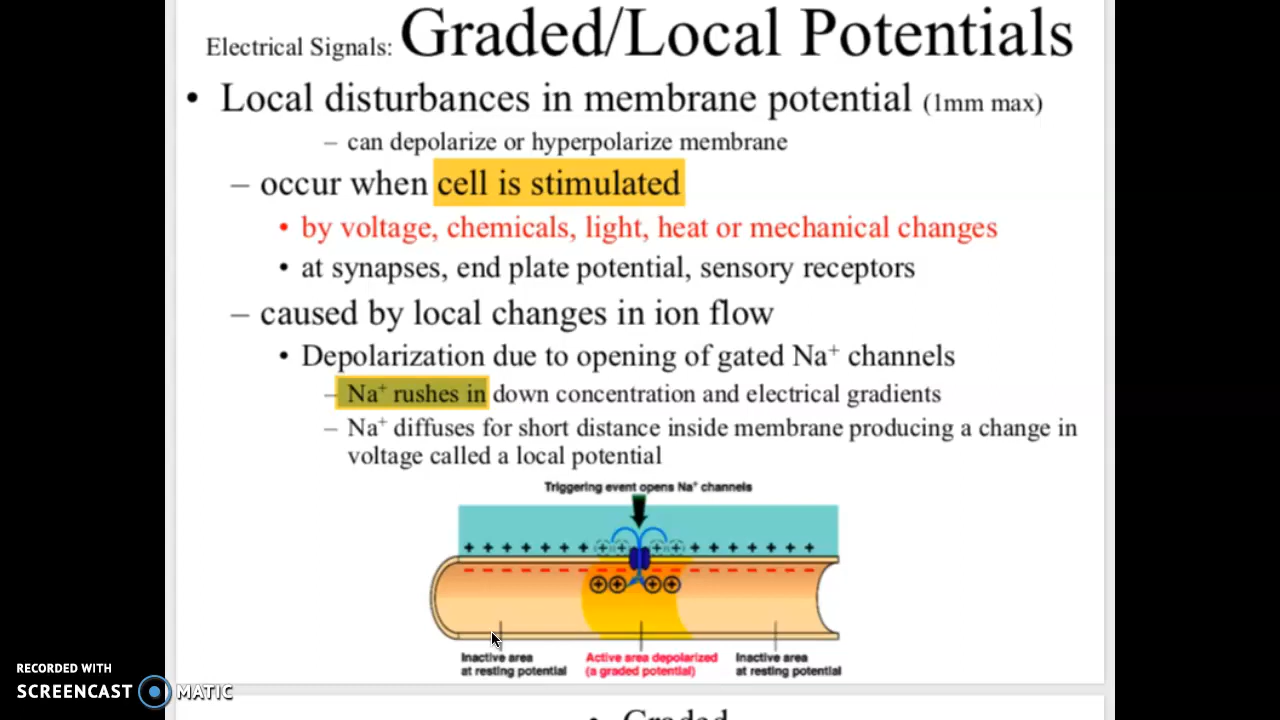 Electrical Signals: Graded/Local Potentials
• Local disturbances in membrane potential (1mm max)
– can depolarize or hyperpolarize membrane
– occur when cell is stimulated
• by voltage, chemicals, light, heat or mechanical changes
• at synapses, end plate potential, sensory receptors
– caused by local changes in ion flow
• Depolarization due to opening of gated Na⁺ channels
– Na⁺ rushes in down concentration and electrical gradients
– Na⁺ diffuses for short distance inside membrane producing a change in
voltage called a local potential
Triggering event opens Na⁺ channels
Inactive area
at resting potential
Active area depolarized
(a graded potential)
Inactive area
at resting potential
RECORDED WITH
SCREENCAST MATIC
• Graded